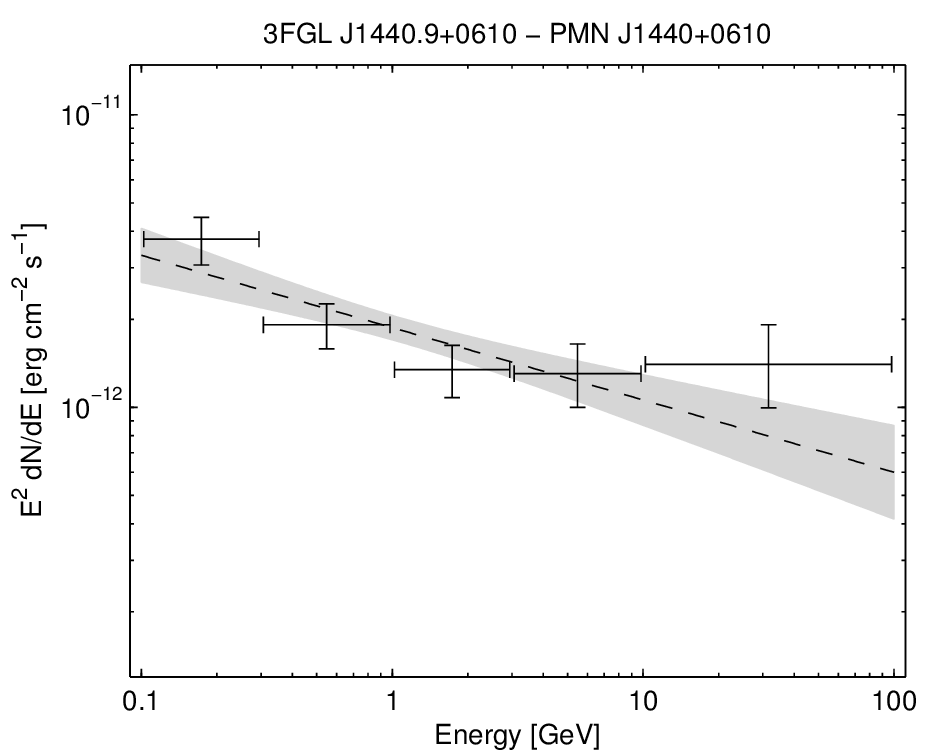 3FGL J1440.9+0610 − PMN J1440+0610
E² dN/dE [erg cm⁻² s⁻¹]
10⁻¹¹
10⁻¹²
0.1 1 10 100
Energy [GeV]